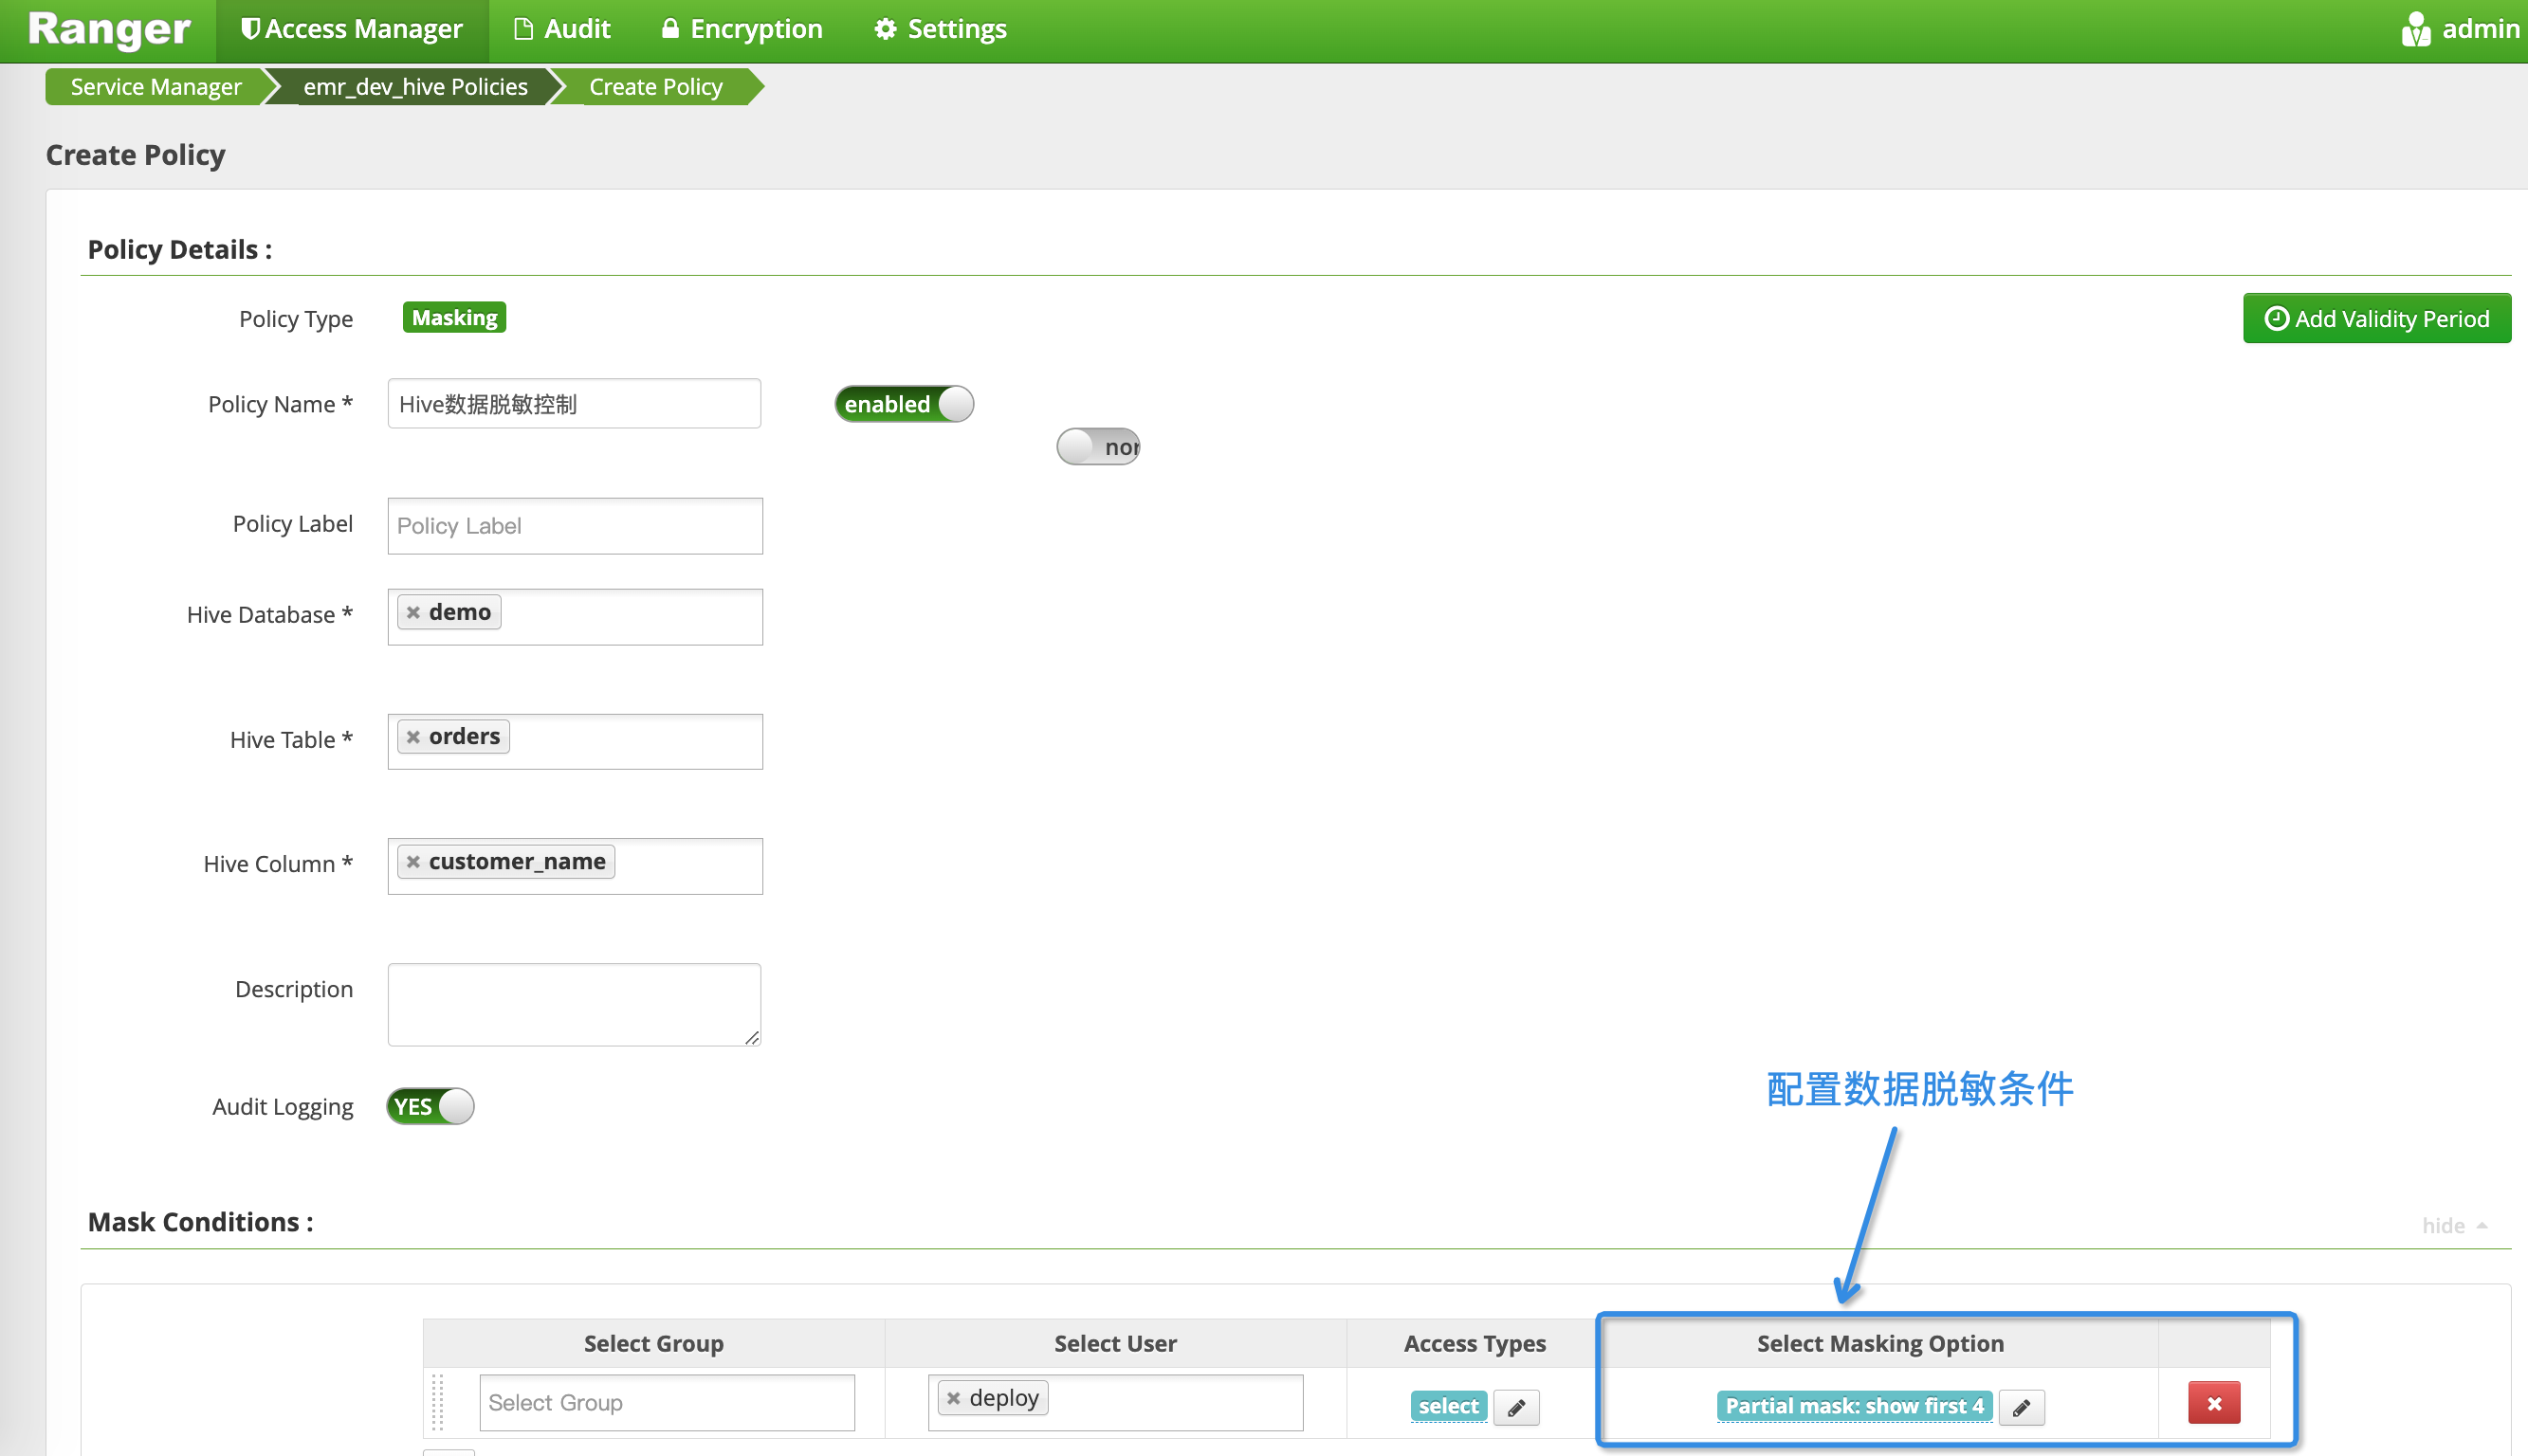 Ranger Access Manager Audit Encryption Settings admin
Service Manager emr_dev_hive Policies Create Policy
Create Policy
Policy Details :
Policy Type Masking Add Validity Period
Policy Name * Hive数据脱敏控制 enabled
nor
Policy Label Policy Label
Hive Database * demo
Hive Table * orders
Hive Column * customer_name
Description
Audit Logging YES
配置数据脱敏条件
Mask Conditions : hide
Select Group Select User Access Types Select Masking Option
Select Group deploy select Partial mask: show first 4